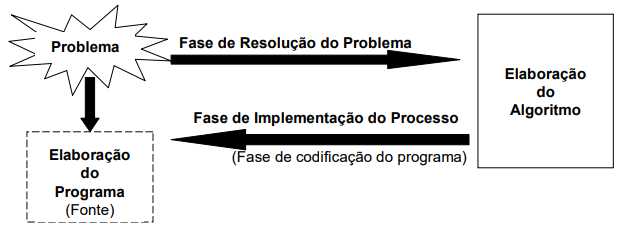 Problema
Fase de Resolução do Problema
Elaboração
do
Algoritmo
Fase de Implementação do Processo
(Fase de codificação do programa)
Elaboração
do
Programa
(Fonte)